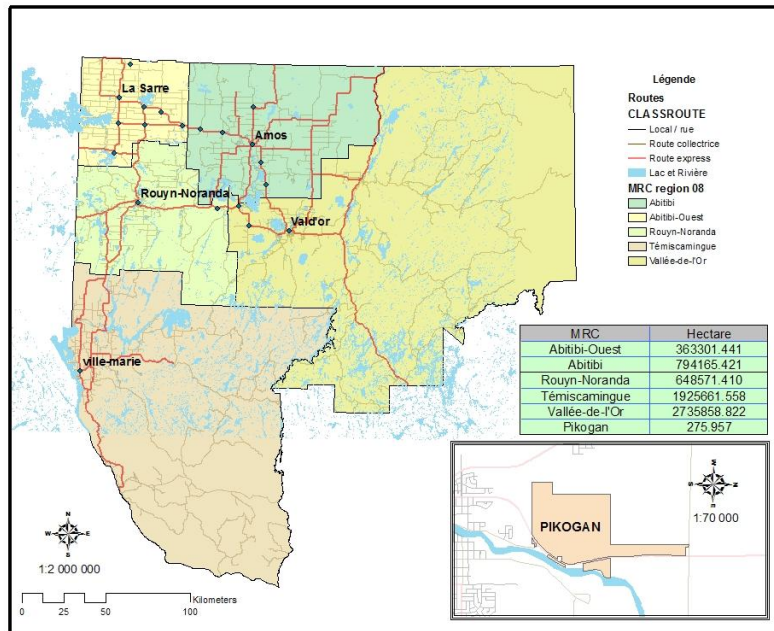 La Sarre
Amos
Rouyn-Noranda
Vald'or
ville-marie
Légende
Routes
CLASSROUTE
Local / rue
Route collectrice
Route express
Lac et Rivière
MRC region 08
Abitibi
Abitibi-Ouest
Rouyn-Noranda
Témiscamingue
Vallée-de-l'Or
MRC Hectare
Abitibi-Ouest 363301.441
Abitibi 794165.421
Rouyn-Noranda 648571.410
Témiscamingue 1925661.558
Vallée-de-l'Or 2735858.822
Pikogan 275.957
PIKOGAN
1:70 000
N
W E
S
1:2 000 000
Kilometers
0 25 50 100